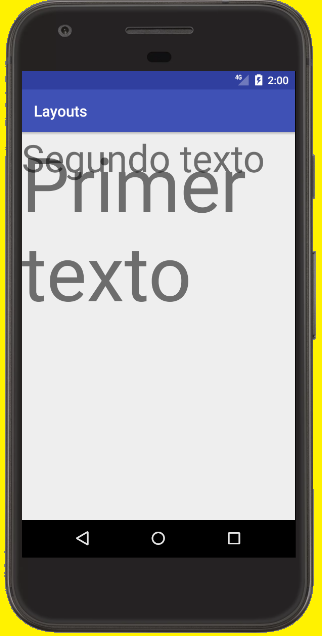 4G 2:00
Layouts
Segundo texto
Primer
texto